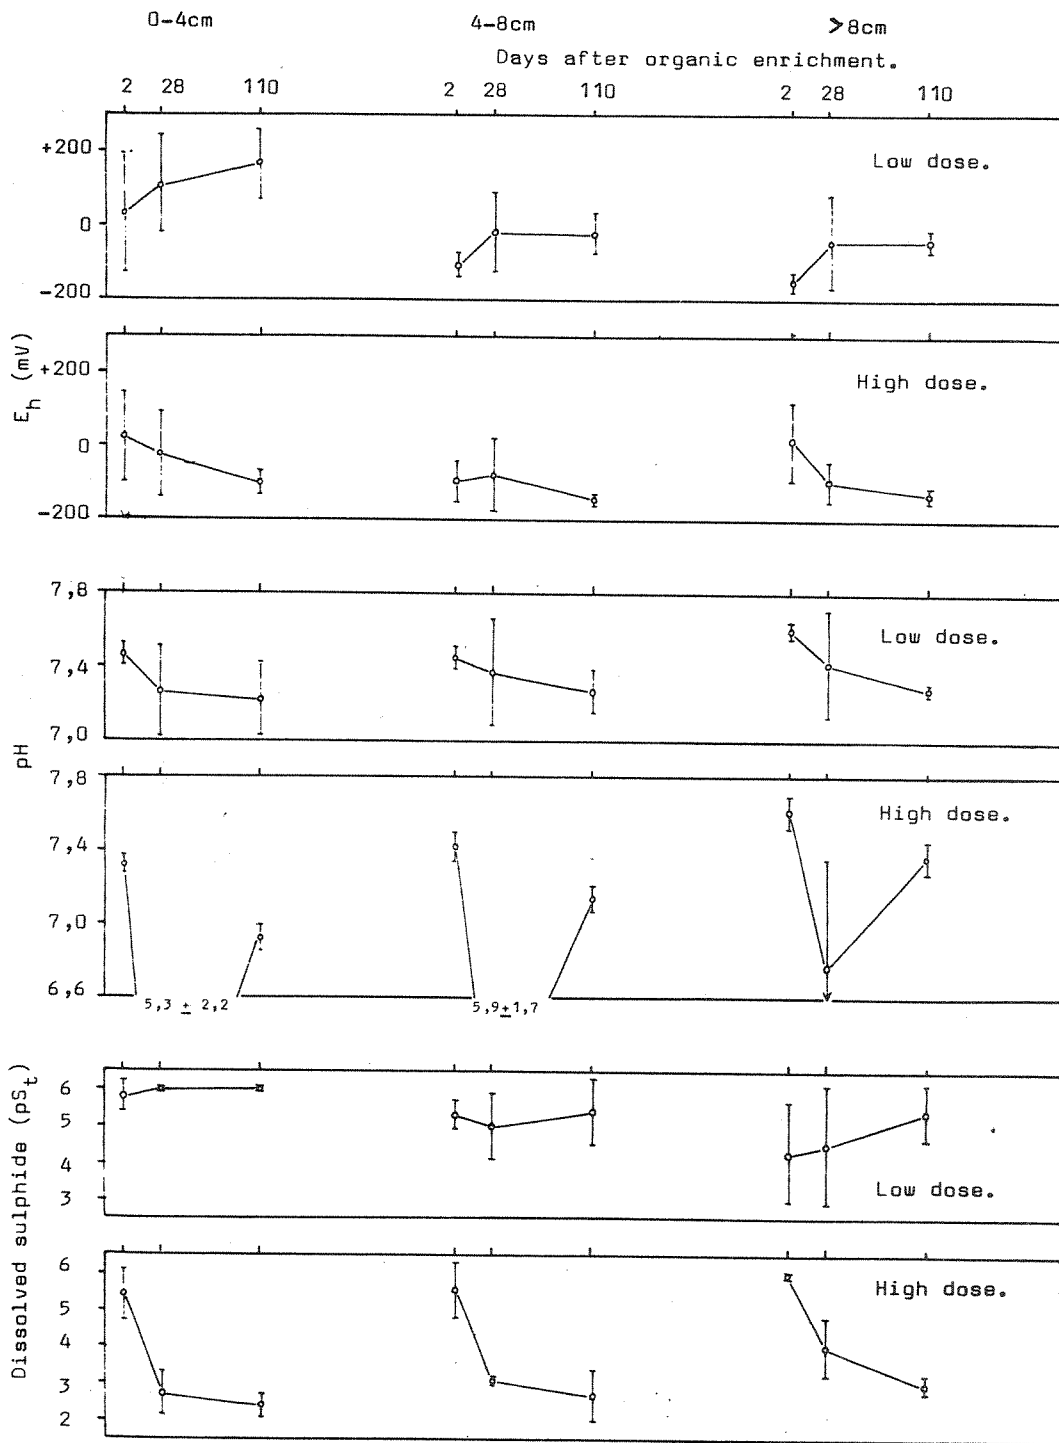 0-4cm 4-8cm >8cm
Days after organic enrichment.
2 28 110 2 28 110 2 28 110
+200
0
-200
Low dose.
+200
0
-200
High dose.
Eh (mV)
7,8
7,4
7,0
Low dose.
pH
7,8
7,4
7,0
6,6
High dose.
5,3 ± 2,2 5,9±1,7
6
5
4
3
Low dose.
Dissolved sulphide (pSt)
6
5
4
3
2
High dose.